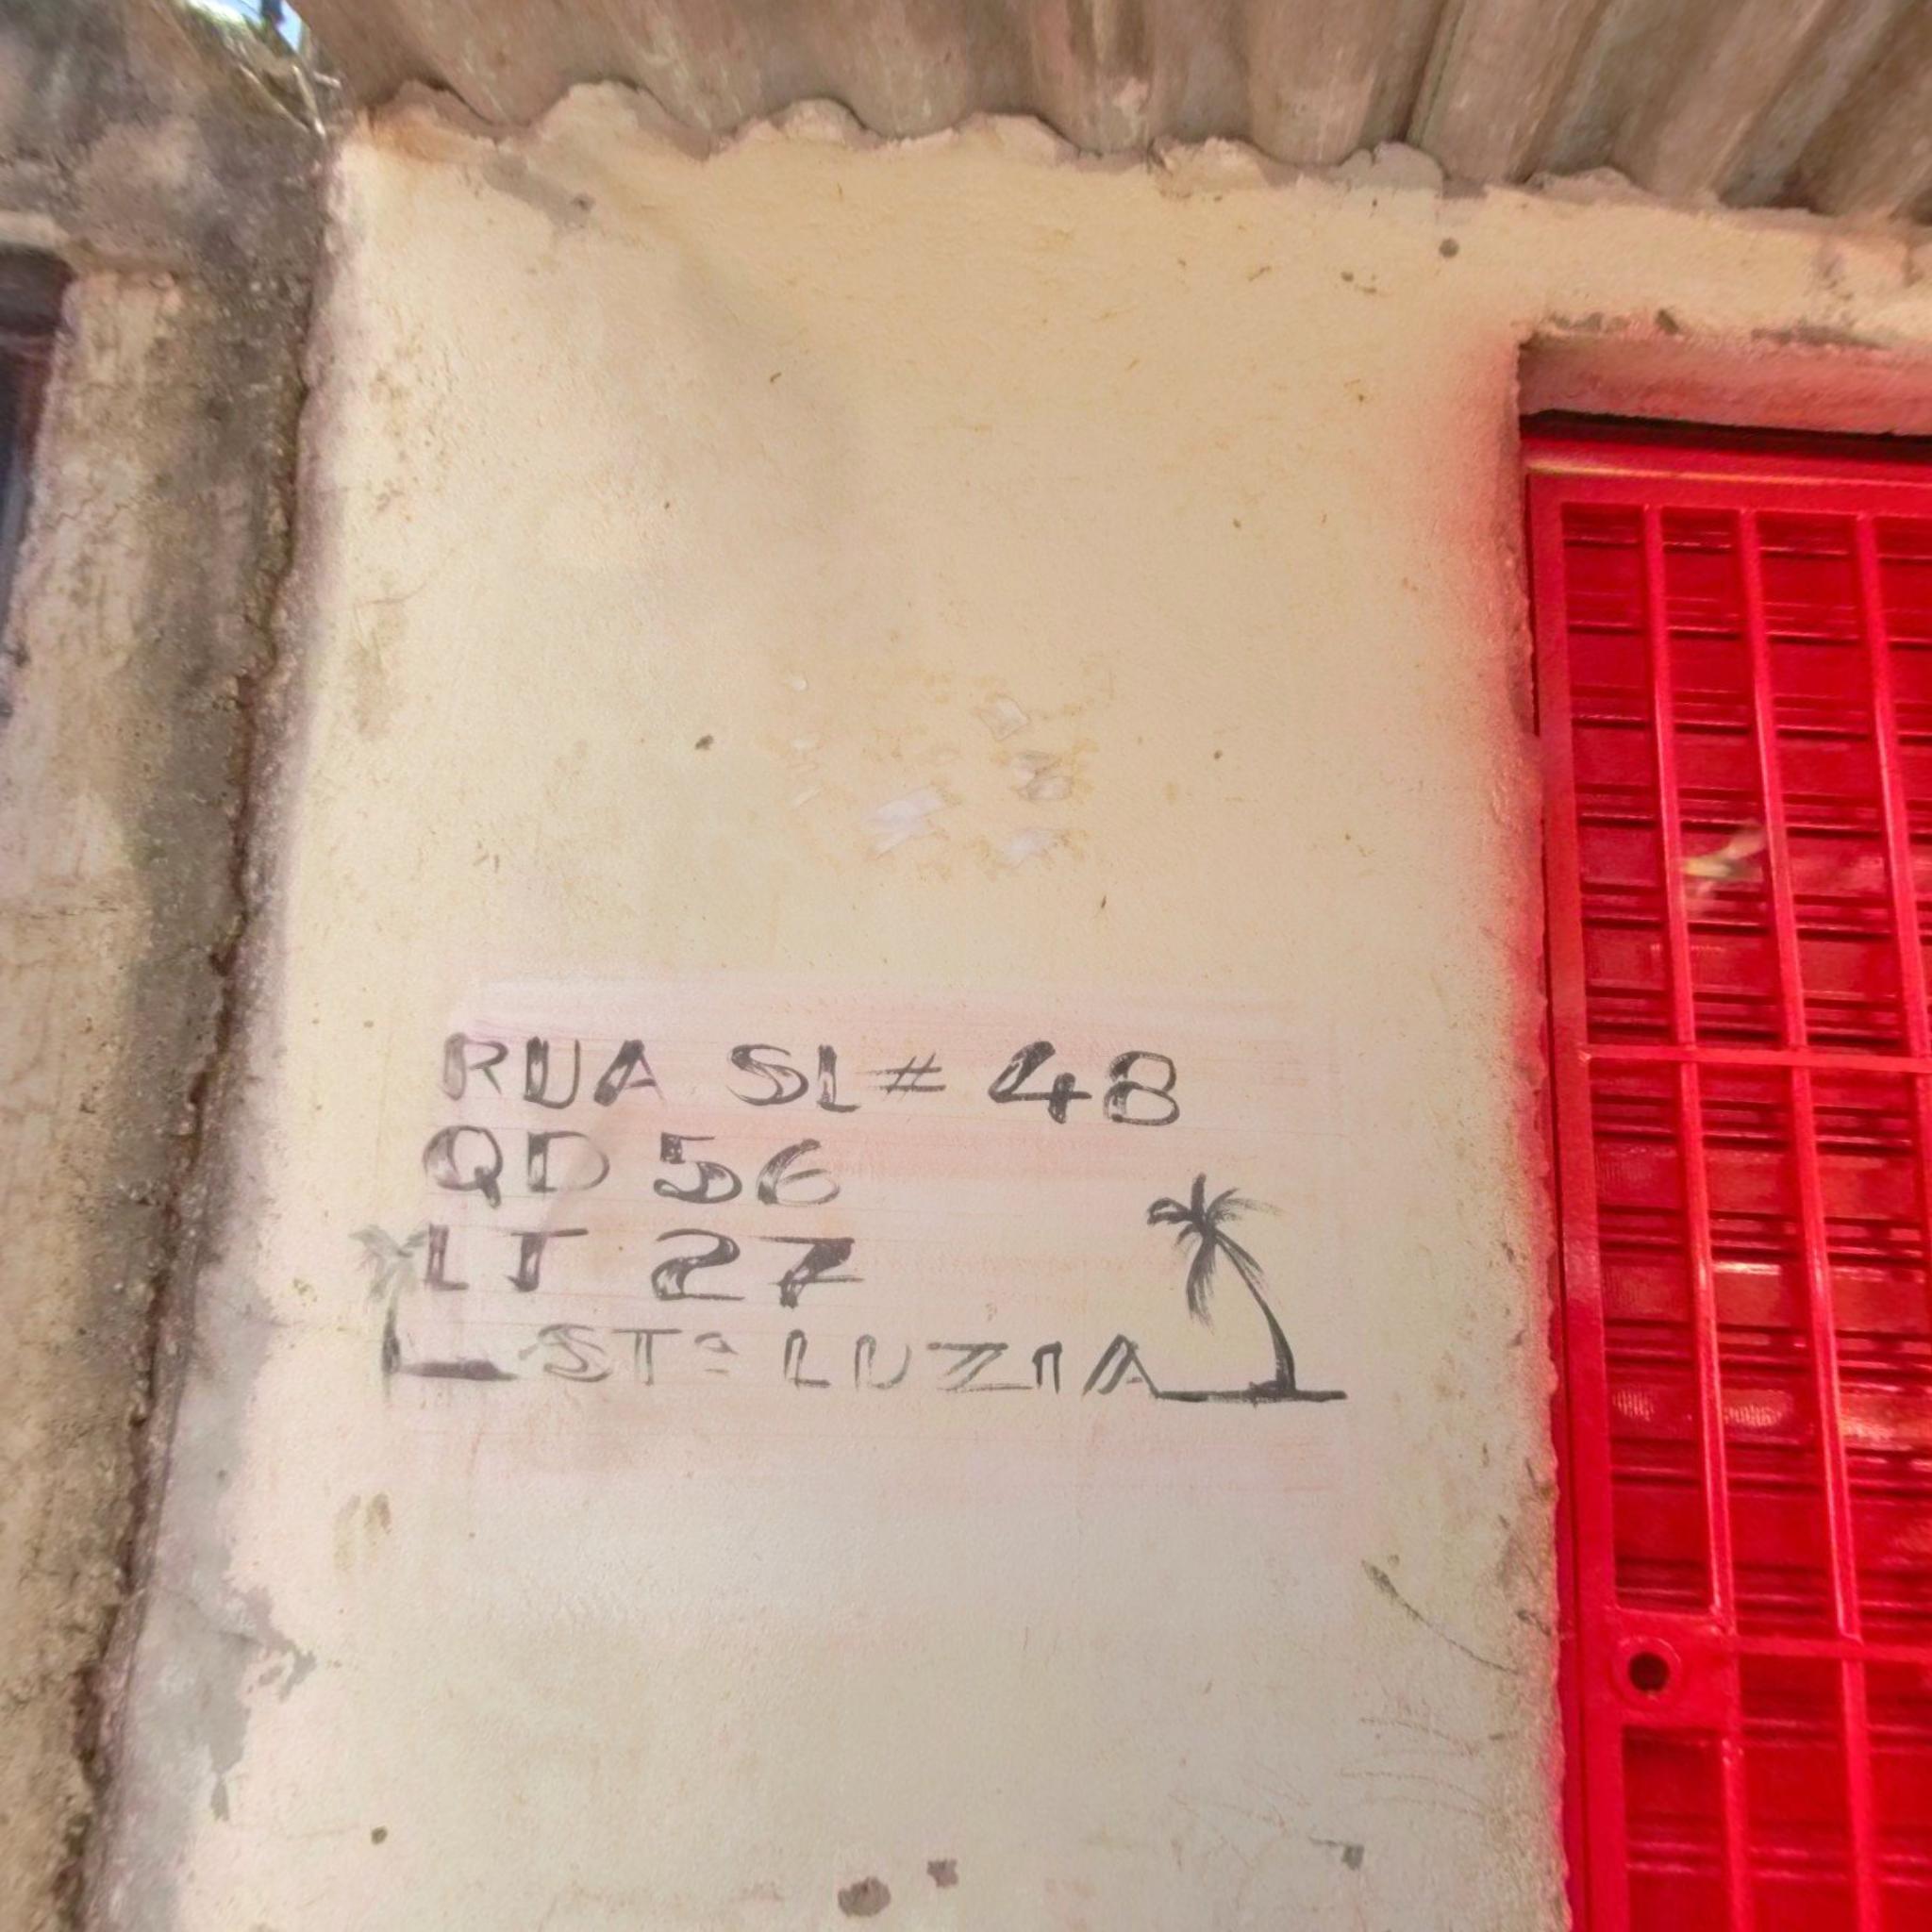 RUA SL# 48
QD 56
LT 27
STª LUZIA